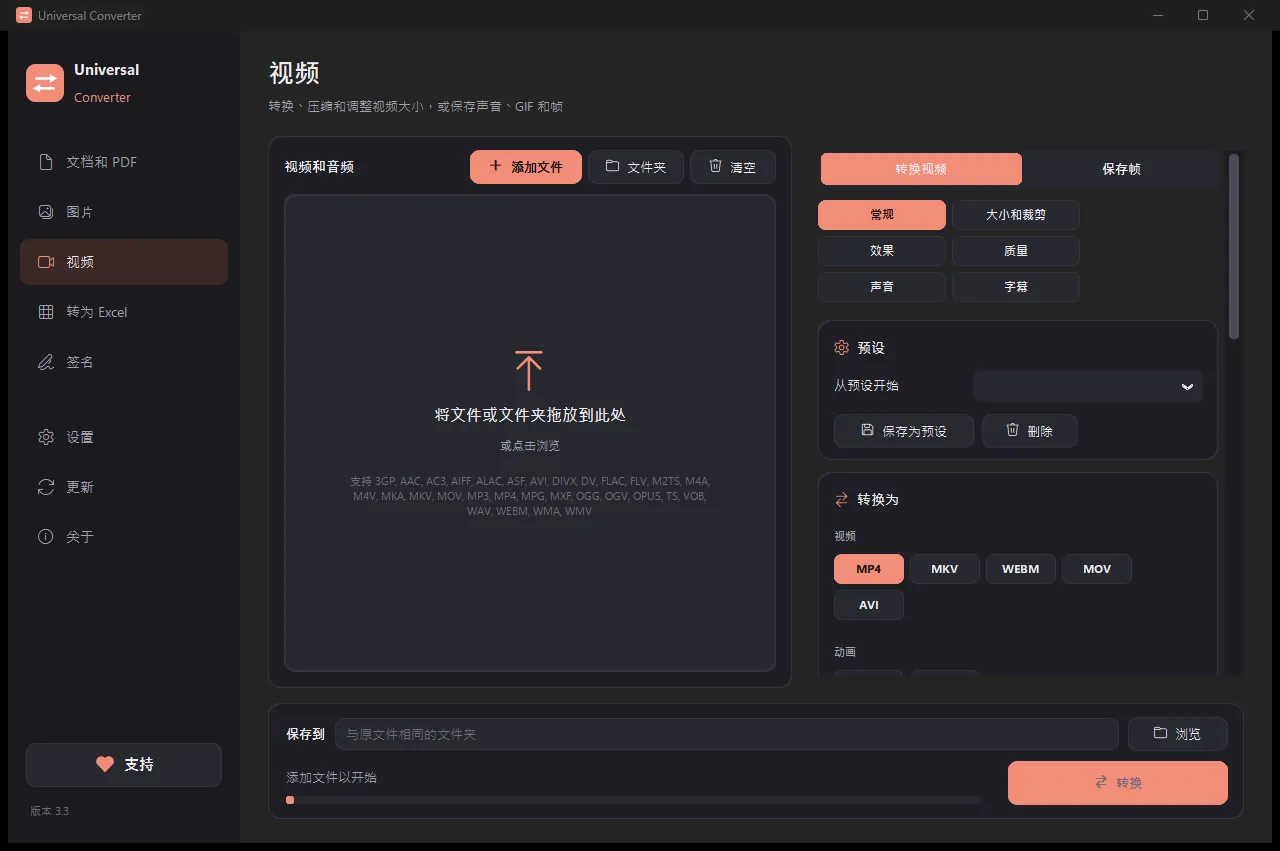 Universal Converter
Universal
Converter
文档和 PDF
图片
视频
转为 Excel
签名
设置
更新
关于
支持
版本 3.3
视频
转换、压缩和调整视频大小，或保存声音、GIF 和帧
视频和音频
添加文件
文件夹
清空
将文件或文件夹拖放到此处
或点击浏览
支持 3GP, AAC, AC3, AIFF, ALAC, ASF, AVI, DIVX, DV, FLAC, FLV, M2TS, M4A,
M4V, MKA, MKV, MOV, MP3, MP4, MPG, MXF, OGG, OGV, OPUS, TS, VOB,
WAV, WEBM, WMA, WMV
转换视频
保存帧
常规
大小和裁剪
效果
质量
声音
字幕
预设
从预设开始
保存为预设
删除
转换为
视频
MP4
MKV
WEBM
MOV
AVI
动画
保存到
与原文件相同的文件夹
浏览
添加文件以开始
转换